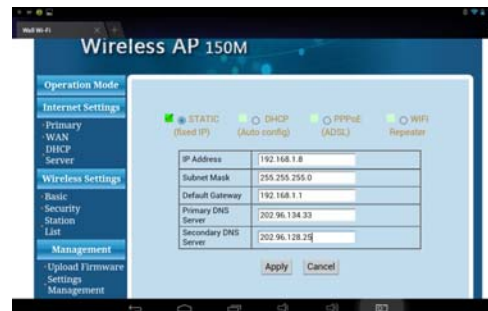 Wall Wi-Fi
Wireless AP 150M
Operation Mode
Internet Settings
·Primary
·WAN
DHCP
Server
Wireless Settings
·Basic
·Security
Station
·List
Management
·Upload Firmware
Settings
·Management
STATIC
(fixed IP)
DHCP
(Auto config)
PPPoE
(ADSL)
WIFI
Repeater
IP Address 192.168.1.8
Subnet Mask 255.255.255.0
Default Gateway 192.168.1.1
Primary DNS
Server 202.96.134.33
Secondary DNS
Server 202.96.128.25
Apply Cancel